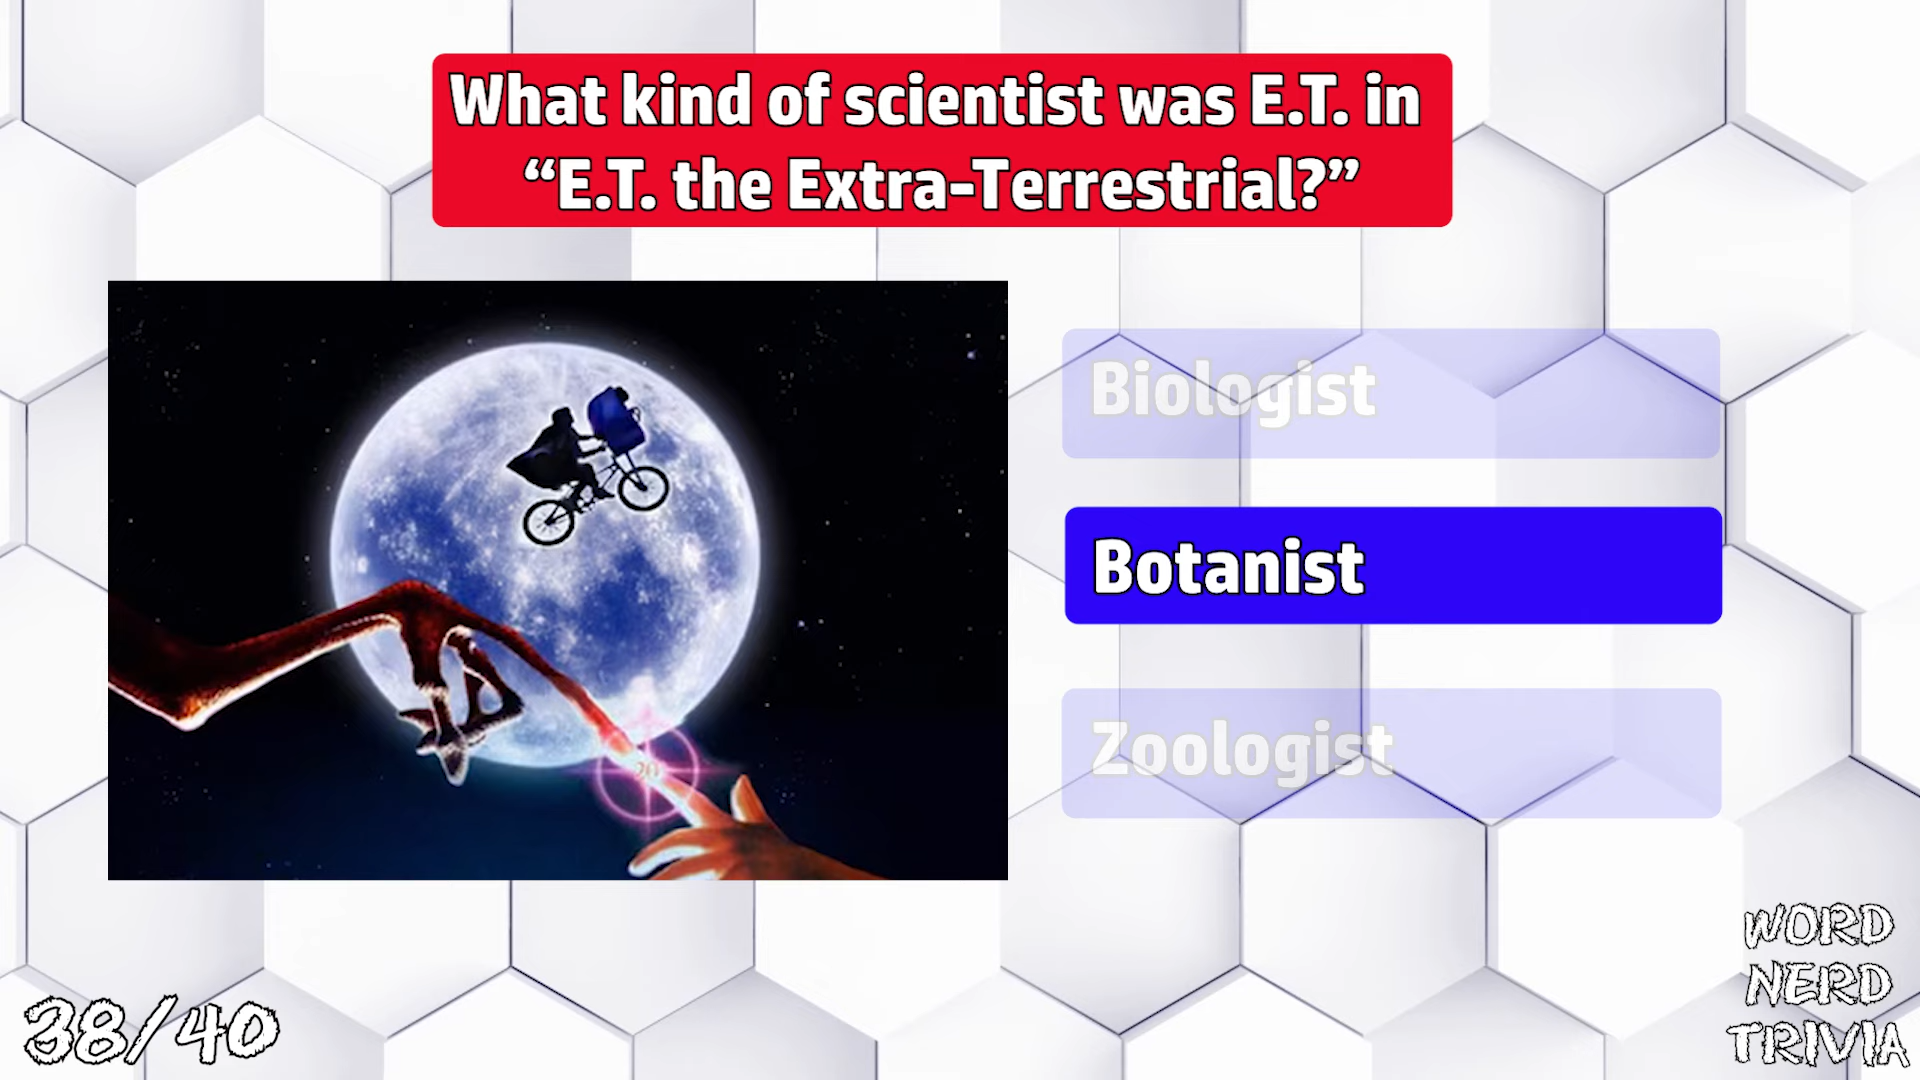 What kind of scientist was E.T. in
“E.T. the Extra-Terrestrial?”
Biologist
Botanist
Zoologist
38/40
WORD
NERD
TRIVIA